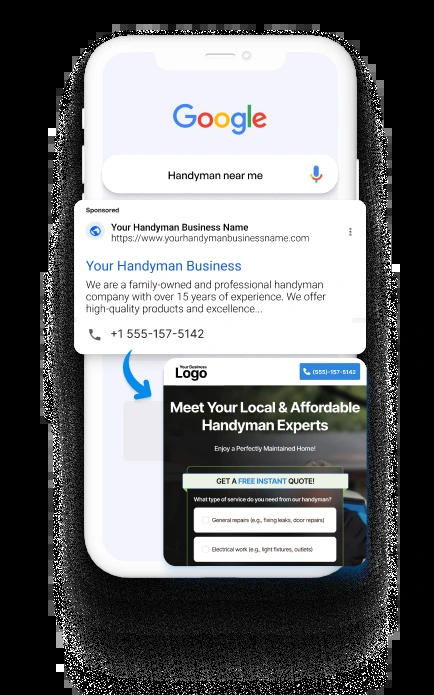 Google
Handyman near me
Sponsored
Your Handyman Business Name
https://www.yourhandymanbusinessname.com
Your Handyman Business
We are a family-owned and professional handyman
company with over 15 years of experience. We offer
high-quality products and excellence...
+1 555-157-5142
Your Business
Logo
(555)-157-5142
Meet Your Local & Affordable
Handyman Experts
Enjoy a Perfectly Maintained Home!
GET A FREE INSTANT QUOTE!
What type of service do you need from our handyman?
General repairs (e.g., fixing leaks, door repairs)
Electrical work (e.g., light fixtures, outlets)